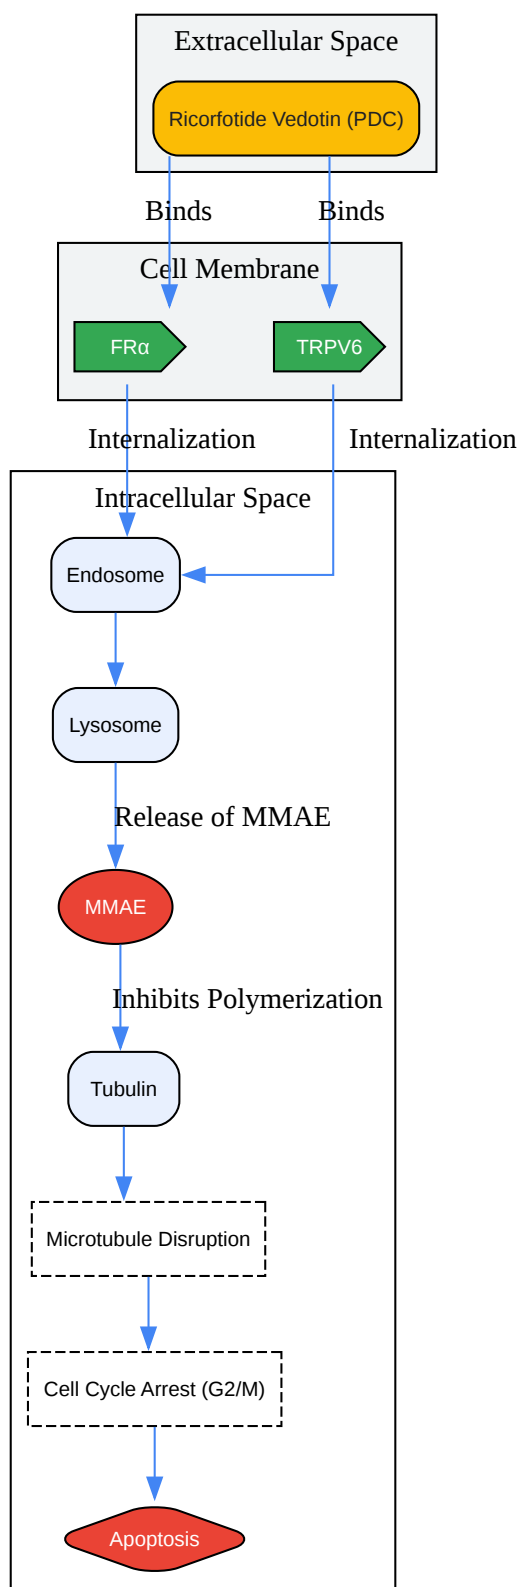 Extracellular Space
Ricorfotide Vedotin (PDC)
Binds
Binds
Cell Membrane
FRα
TRPV6
Internalization
Internalization
Intracellular Space
Endosome
Lysosome
Release of MMAE
MMAE
Inhibits Polymerization
Tubulin
Microtubule Disruption
Cell Cycle Arrest (G2/M)
Apoptosis